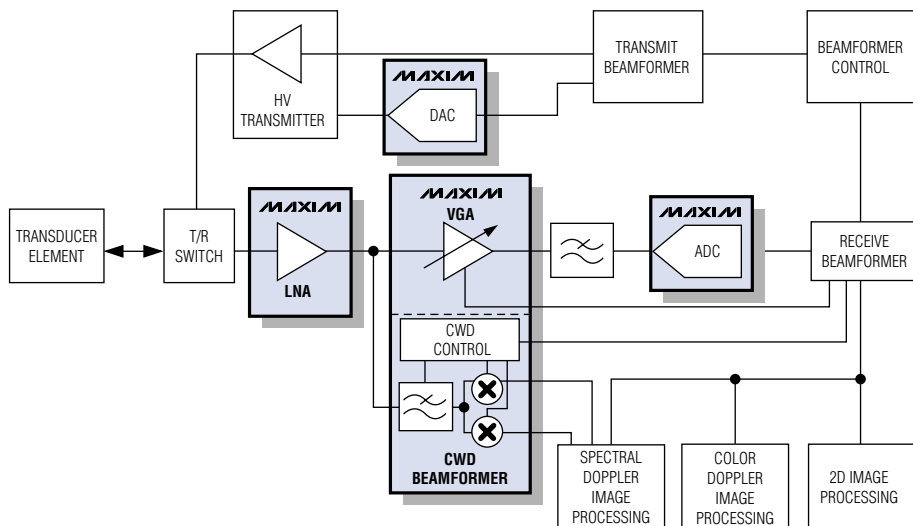 TRANSMIT
BEAMFORMER
BEAMFORMER
CONTROL
HV
TRANSMITTER
MAXIM
DAC
TRANSDUCER
ELEMENT
T/R
SWITCH
MAXIM
LNA
MAXIM
VGA
MAXIM
ADC
RECEIVE
BEAMFORMER
CWD
CONTROL
CWD
BEAMFORMER
SPECTRAL
DOPPLER
IMAGE
PROCESSING
COLOR
DOPPLER
IMAGE
PROCESSING
2D IMAGE
PROCESSING